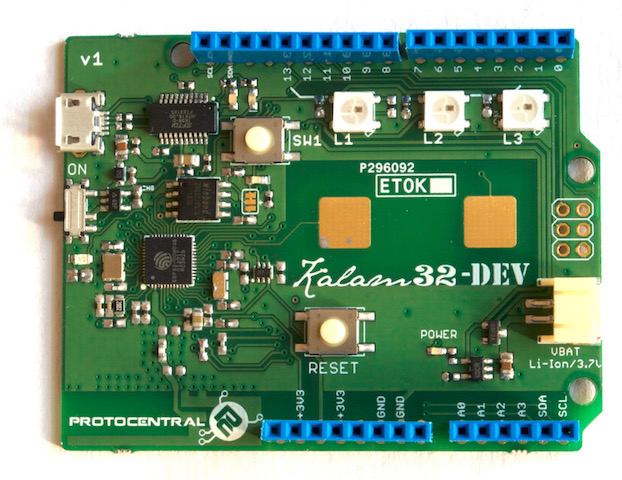 v1
13
12
11
10
9
8
7
6
5
4
3
2
1
0
SW1
L1
L2
L3
ON
P296092
ETOK
Kalam32-DEV
POWER
VBAT
Li-Ion/3.7V
RESET
PROTOCENTRAL
+3V3
+3V3
GND
GND
A0
A1
A2
A3
SDA
SCL